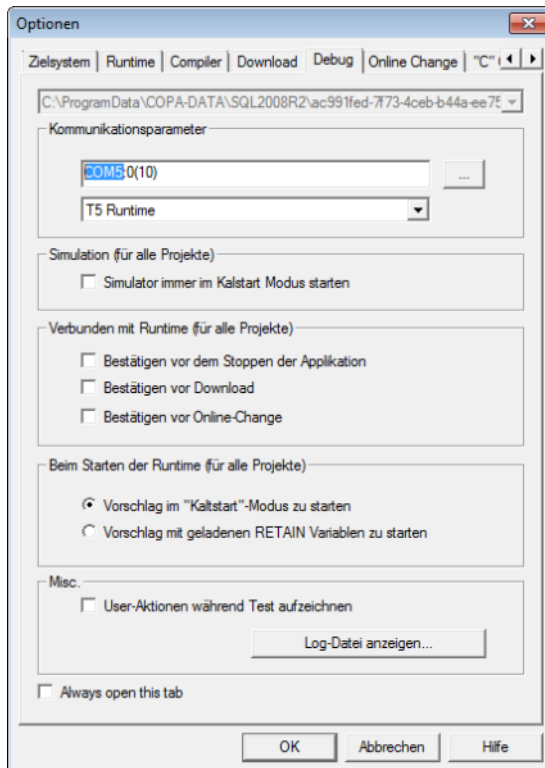 Optionen
Zielsystem Runtime Compiler Download Debug Online Change "C"
C:\ProgramData\COPA-DATA\SQL2008R2\ac991fed-7f73-4ceb-b44a-ee75
Kommunikationsparameter
COM5:0(10)
...
T5 Runtime
Simulation (für alle Projekte)
Simulator immer im Kalstart Modus starten
Verbunden mit Runtime (für alle Projekte)
Bestätigen vor dem Stoppen der Applikation
Bestätigen vor Download
Bestätigen vor Online-Change
Beim Starten der Runtime (für alle Projekte)
Vorschlag im "Kaltstart"-Modus zu starten
Vorschlag mit geladenen RETAIN Variablen zu starten
Misc.
User-Aktionen während Test aufzeichnen
Log-Datei anzeigen...
Always open this tab
OK Abbrechen Hilfe